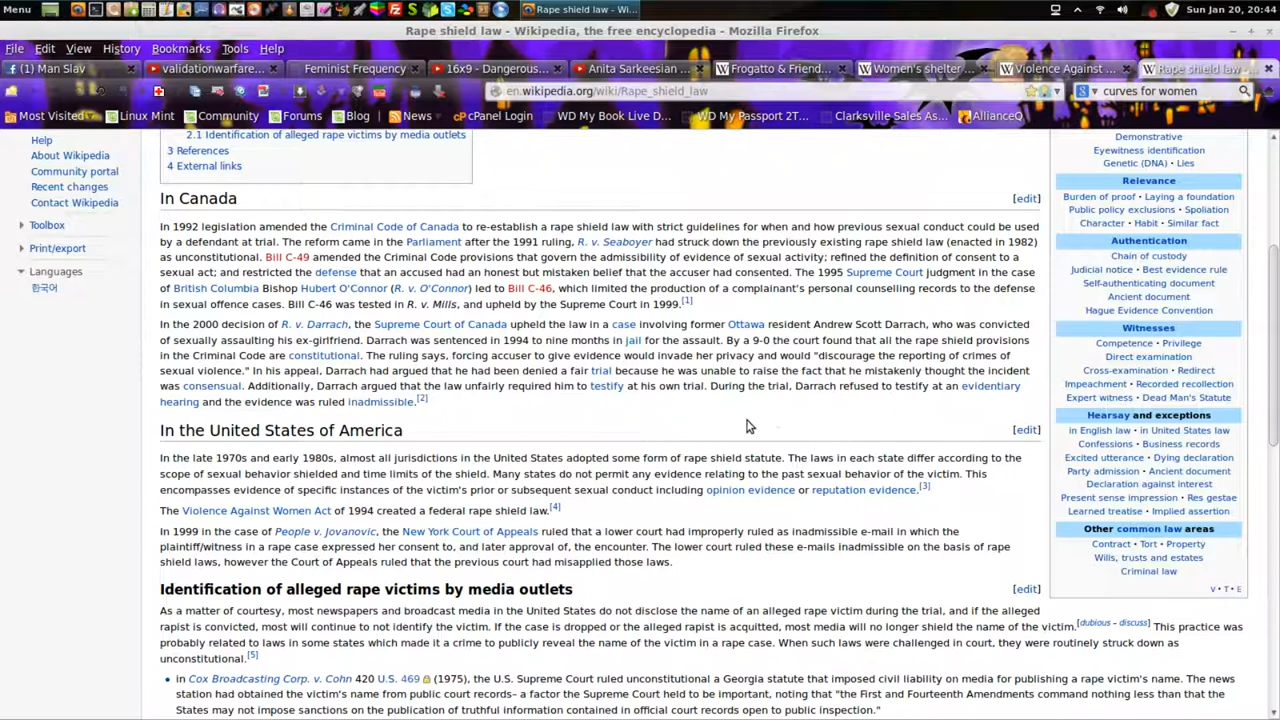 Menu Rape shield law - Wi... Sun Jan 20, 20:44
Rape shield law - Wikipedia, the free encyclopedia - Mozilla Firefox
File Edit View History Bookmarks Tools Help
(1) Man Slav validationwarfare... Feminist Frequency 16x9 - Dangerous... Anita Sarkeesian ... Frogatto & Friend... Women's shelter ... Violence Against ... Rape shield law - ...
en.wikipedia.org/wiki/Rape_shield_law curves for women
Most Visited Linux Mint Community Forums Blog News cPanel Login WD My Book Live D... WD My Passport 2T... Clarksville Sales As... AllianceQ
Help
About Wikipedia
Community portal
Recent changes
Contact Wikipedia
Toolbox
Print/export
Languages
한국어
2.1 Identification of alleged rape victims by media outlets
3 References
4 External links
In Canada [edit]
In 1992 legislation amended the Criminal Code of Canada to re-establish a rape shield law with strict guidelines for when and how previous sexual conduct could be used
by a defendant at trial. The reform came in the Parliament after the 1991 ruling, R. v. Seaboyer had struck down the previously existing rape shield law (enacted in 1982)
as unconstitutional. Bill C-49 amended the Criminal Code provisions that govern the admissibility of evidence of sexual activity; refined the definition of consent to a
sexual act; and restricted the defense that an accused had an honest but mistaken belief that the accuser had consented. The 1995 Supreme Court judgment in the case
of British Columbia Bishop Hubert O'Connor (R. v. O'Connor) led to Bill C-46, which limited the production of a complainant's personal counselling records to the defense
in sexual offence cases. Bill C-46 was tested in R. v. Mills, and upheld by the Supreme Court in 1999.[1]
In the 2000 decision of R. v. Darrach, the Supreme Court of Canada upheld the law in a case involving former Ottawa resident Andrew Scott Darrach, who was convicted
of sexually assaulting his ex-girlfriend. Darrach was sentenced in 1994 to nine months in jail for the assault. By a 9-0 the court found that all the rape shield provisions
in the Criminal Code are constitutional. The ruling says, forcing accuser to give evidence would invade her privacy and would "discourage the reporting of crimes of
sexual violence." In his appeal, Darrach had argued that he had been denied a fair trial because he was unable to raise the fact that he mistakenly thought the incident
was consensual. Additionally, Darrach argued that the law unfairly required him to testify at his own trial. During the trial, Darrach refused to testify at an evidentiary
hearing and the evidence was ruled inadmissible.[2]
In the United States of America [edit]
In the late 1970s and early 1980s, almost all jurisdictions in the United States adopted some form of rape shield statute. The laws in each state differ according to the
scope of sexual behavior shielded and time limits of the shield. Many states do not permit any evidence relating to the past sexual behavior of the victim. This
encompasses evidence of specific instances of the victim's prior or subsequent sexual conduct including opinion evidence or reputation evidence.[3]
The Violence Against Women Act of 1994 created a federal rape shield law.[4]
In 1999 in the case of People v. Jovanovic, the New York Court of Appeals ruled that a lower court had improperly ruled as inadmissible e-mail in which the
plaintiff/witness in a rape case expressed her consent to, and later approval of, the encounter. The lower court ruled these e-mails inadmissible on the basis of rape
shield laws, however the Court of Appeals ruled that the previous court had misapplied those laws.
Identification of alleged rape victims by media outlets [edit]
As a matter of courtesy, most newspapers and broadcast media in the United States do not disclose the name of an alleged rape victim during the trial, and if the alleged
rapist is convicted, most will continue to not identify the victim. If the case is dropped or the alleged rapist is acquitted, most media will no longer shield the name of the victim.[dubious – discuss] This practice was
probably related to laws in some states which made it a crime to publicly reveal the name of the victim in a rape case. When such laws were challenged in court, they were routinely struck down as
unconstitutional.[5]
• in Cox Broadcasting Corp. v. Cohn 420 U.S. 469 (1975), the U.S. Supreme Court ruled unconstitutional a Georgia statute that imposed civil liability on media for publishing a rape victim's name. The news
station had obtained the victim's name from public court records– a factor the Supreme Court held to be important, noting that "the First and Fourteenth Amendments command nothing less than that the
States may not impose sanctions on the publication of truthful information contained in official court records open to public inspection."
Demonstrative
Eyewitness identification
Genetic (DNA) · Lies
Relevance
Burden of proof · Laying a foundation
Public policy exclusions · Spoliation
Character · Habit · Similar fact
Authentication
Chain of custody
Judicial notice · Best evidence rule
Self-authenticating document
Ancient document
Hague Evidence Convention
Witnesses
Competence · Privilege
Direct examination
Cross-examination · Redirect
Impeachment · Recorded recollection
Expert witness · Dead Man's Statute
Hearsay and exceptions
in English law · in United States law
Confessions · Business records
Excited utterance · Dying declaration
Party admission · Ancient document
Declaration against interest
Present sense impression · Res gestae
Learned treatise · Implied assertion
Other common law areas
Contract · Tort · Property
Wills, trusts and estates
Criminal law
V · T · E